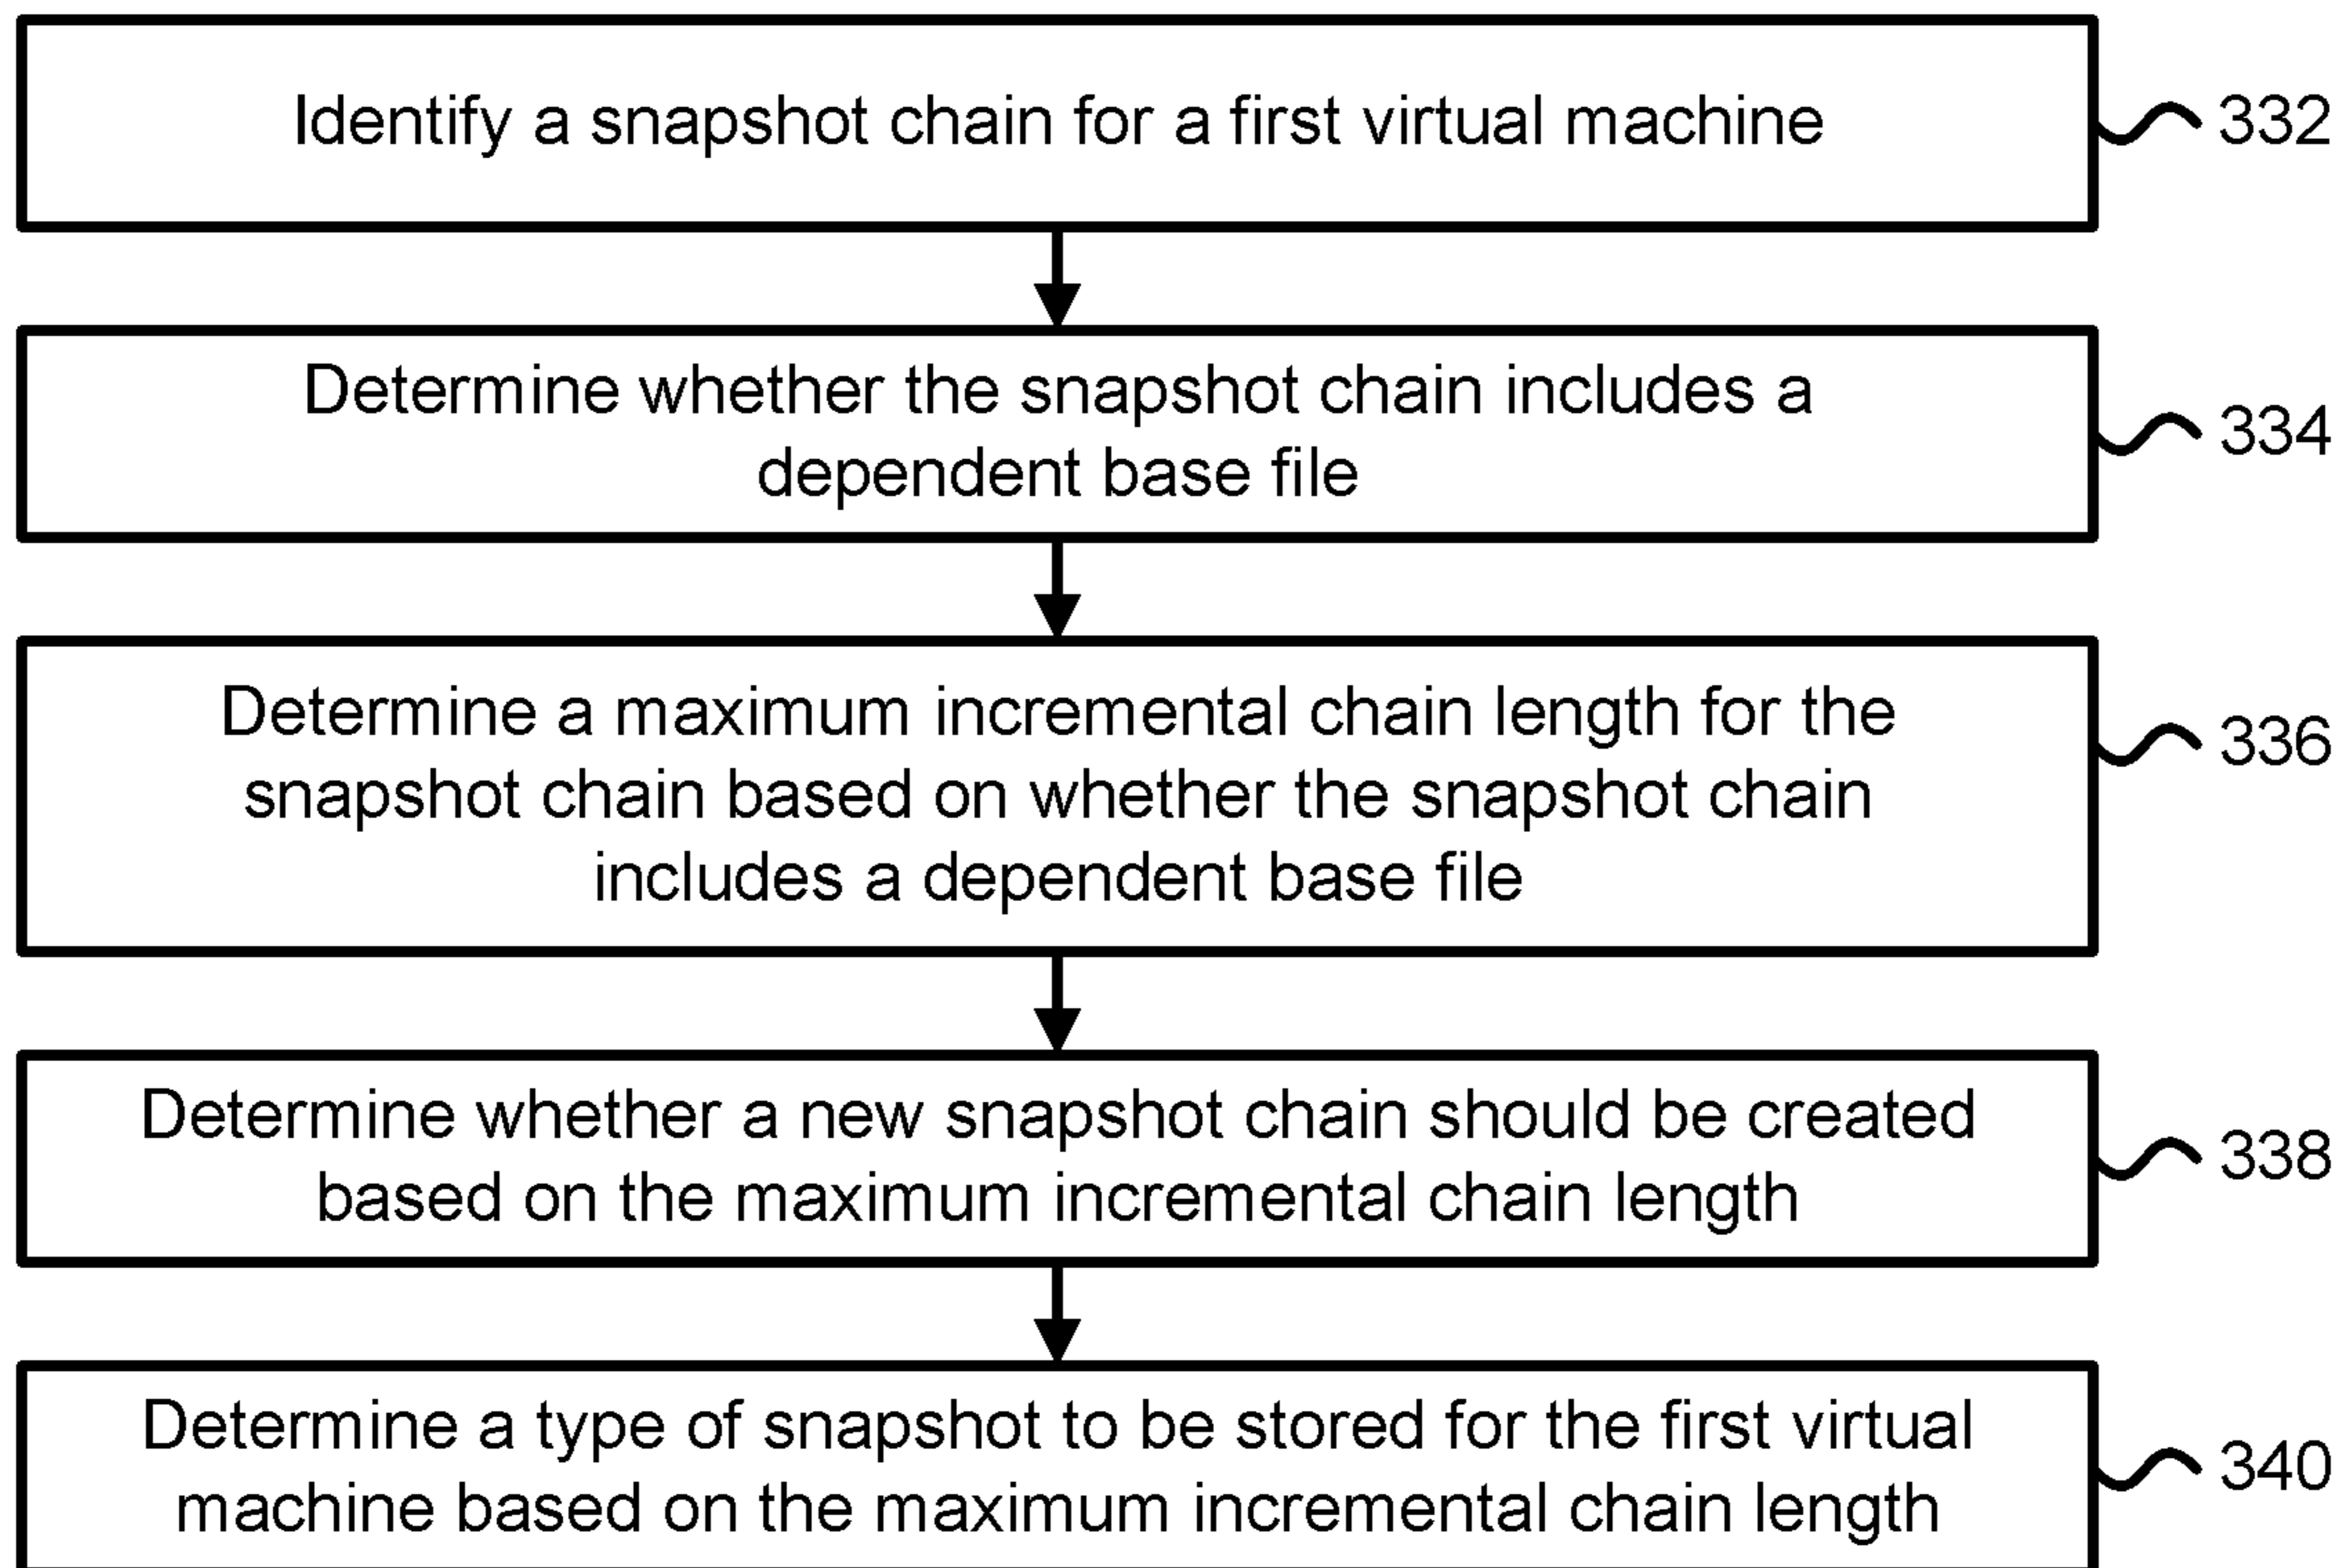 Identify a snapshot chain for a first virtual machine
332
Determine whether the snapshot chain includes a
dependent base file
334
Determine a maximum incremental chain length for the
snapshot chain based on whether the snapshot chain
includes a dependent base file
336
Determine whether a new snapshot chain should be created
based on the maximum incremental chain length
338
Determine a type of snapshot to be stored for the first virtual
machine based on the maximum incremental chain length
340